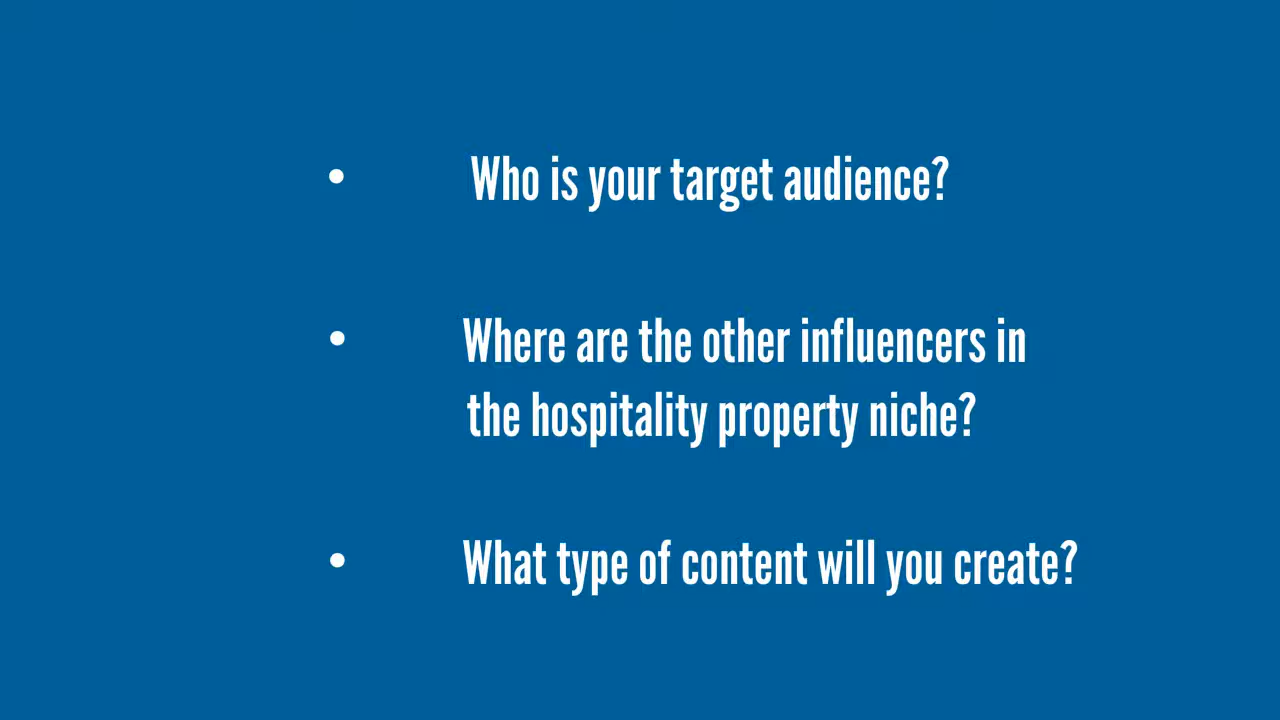 • Who is your target audience?
• Where are the other influencers in
the hospitality property niche?
• What type of content will you create?